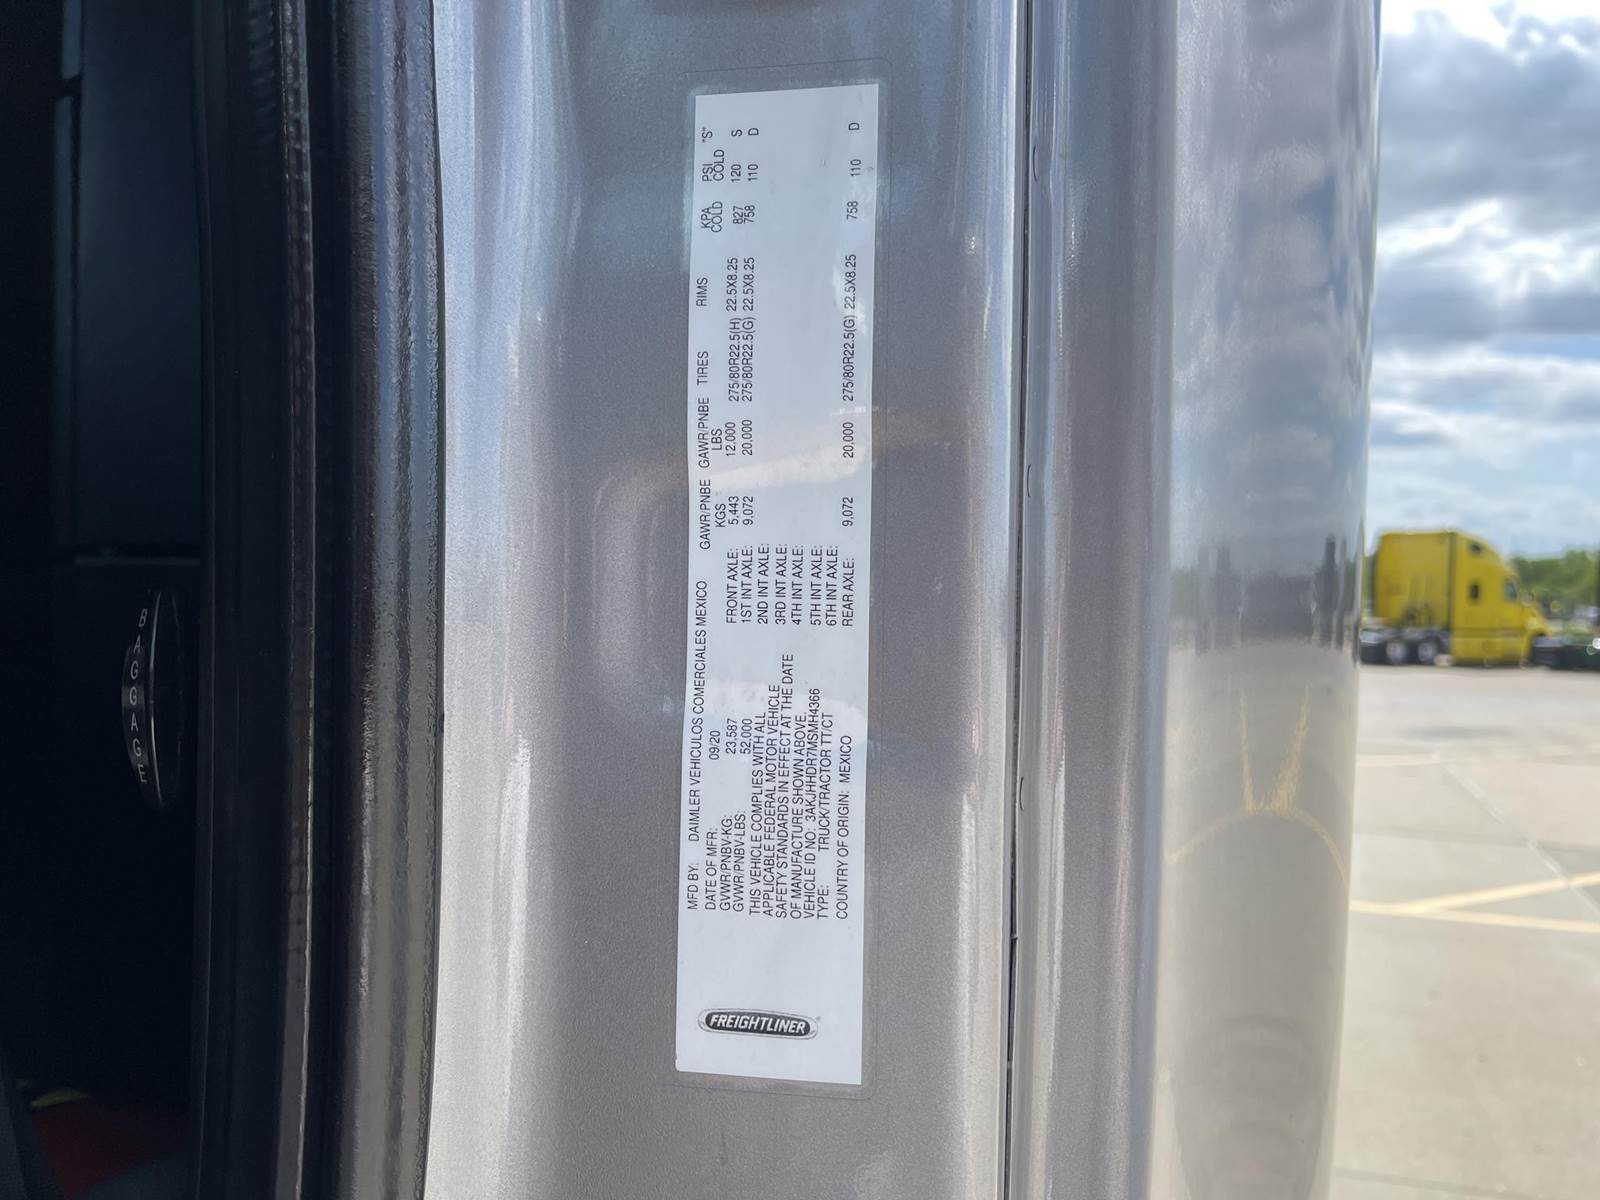 MFD BY: DAIMLER VEHICULOS COMERCIALES MEXICO
DATE OF MFR: 09/20
GVWR/PNBV-KG: 23,587
GVWR/PNBV-LBS: 52,000
THIS VEHICLE COMPLIES WITH ALL
APPLICABLE FEDERAL MOTOR VEHICLE
SAFETY STANDARDS IN EFFECT AT THE DATE
OF MANUFACTURE SHOWN ABOVE.
VEHICLE ID NO: 3AKJHHDR7MSMH4366
TYPE: TRUCK/TRACTOR TT/CT
COUNTRY OF ORIGIN: MEXICO
GAWR/PNBE GAWR/PNBE TIRES RIMS KPA PSI *S*
KGS LBS COLD COLD
FRONT AXLE: 5,443 12,000 275/80R22.5(H) 22.5X8.25 827 120 S
1ST INT AXLE: 9,072 20,000 275/80R22.5(G) 22.5X8.25 758 110 D
2ND INT AXLE:
3RD INT AXLE:
4TH INT AXLE:
5TH INT AXLE:
6TH INT AXLE:
REAR AXLE: 9,072 20,000 275/80R22.5(G) 22.5X8.25 758 110 D
FREIGHTLINER
BAGGAGE